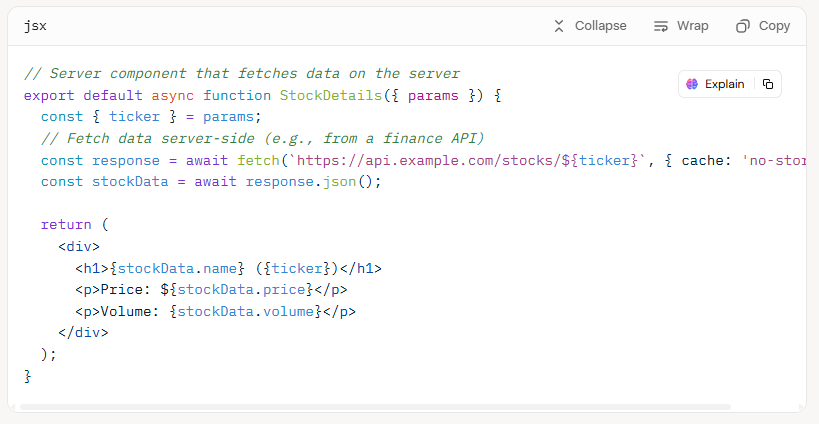 jsx Collapse Wrap Copy
// Server component that fetches data on the server
Explain
export default async function StockDetails({ params }) {
  const { ticker } = params;
  // Fetch data server-side (e.g., from a finance API)
  const response = await fetch(`https://api.example.com/stocks/${ticker}`, { cache: 'no-stor
  const stockData = await response.json();

  return (
    <div>
      <h1>{stockData.name} ({ticker})</h1>
      <p>Price: ${stockData.price}</p>
      <p>Volume: {stockData.volume}</p>
    </div>
  );
}